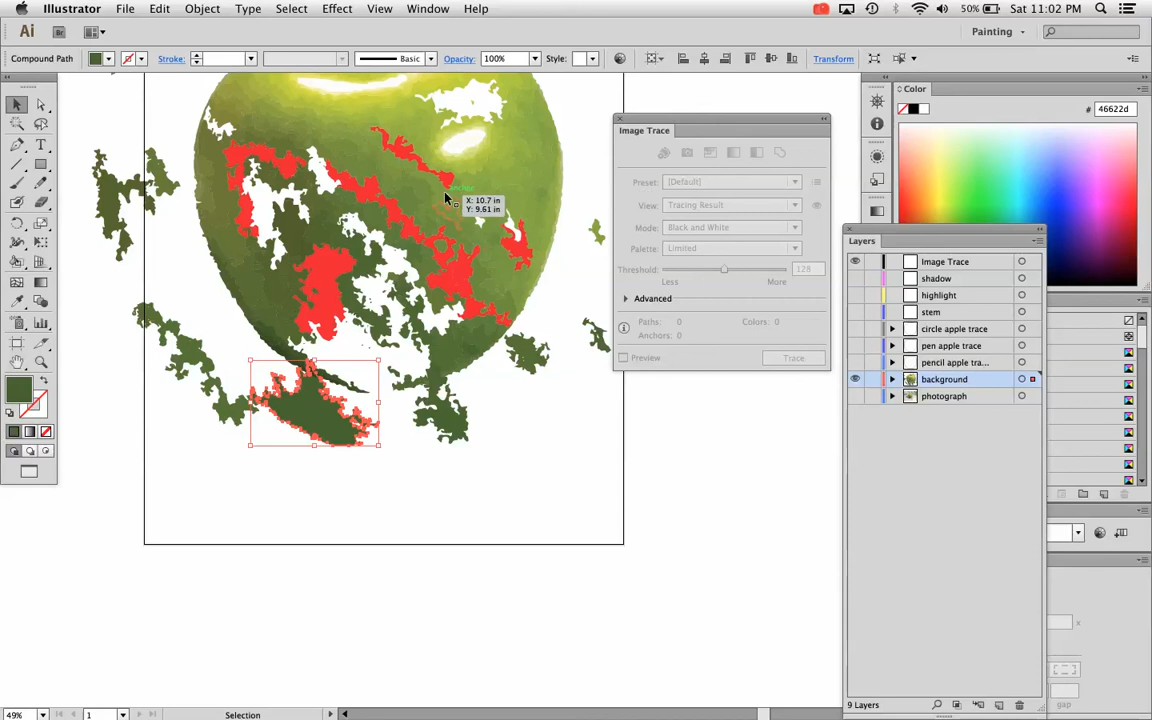 Illustrator File Edit Object Type Select Effect View Window Help 50% Sat 11:02 PM
Ai Br Painting
Compound Path Stroke: Basic Opacity: 100% Style: Transform
Color
# 46622d
Image Trace
Preset: [Default]
View: Tracing Result
Mode: Black and White
Palette: Limited
Threshold: 128
Less More
Advanced
Paths: 0 Colors: 0
Anchors: 0
Preview Trace
anchor
X: 10.7 in
Y: 9.61 in
Layers
Image Trace
shadow
highlight
stem
circle apple trace
pen apple trace
pencil apple tra...
background
photograph
x
gap
9 Layers
49% 1 Selection